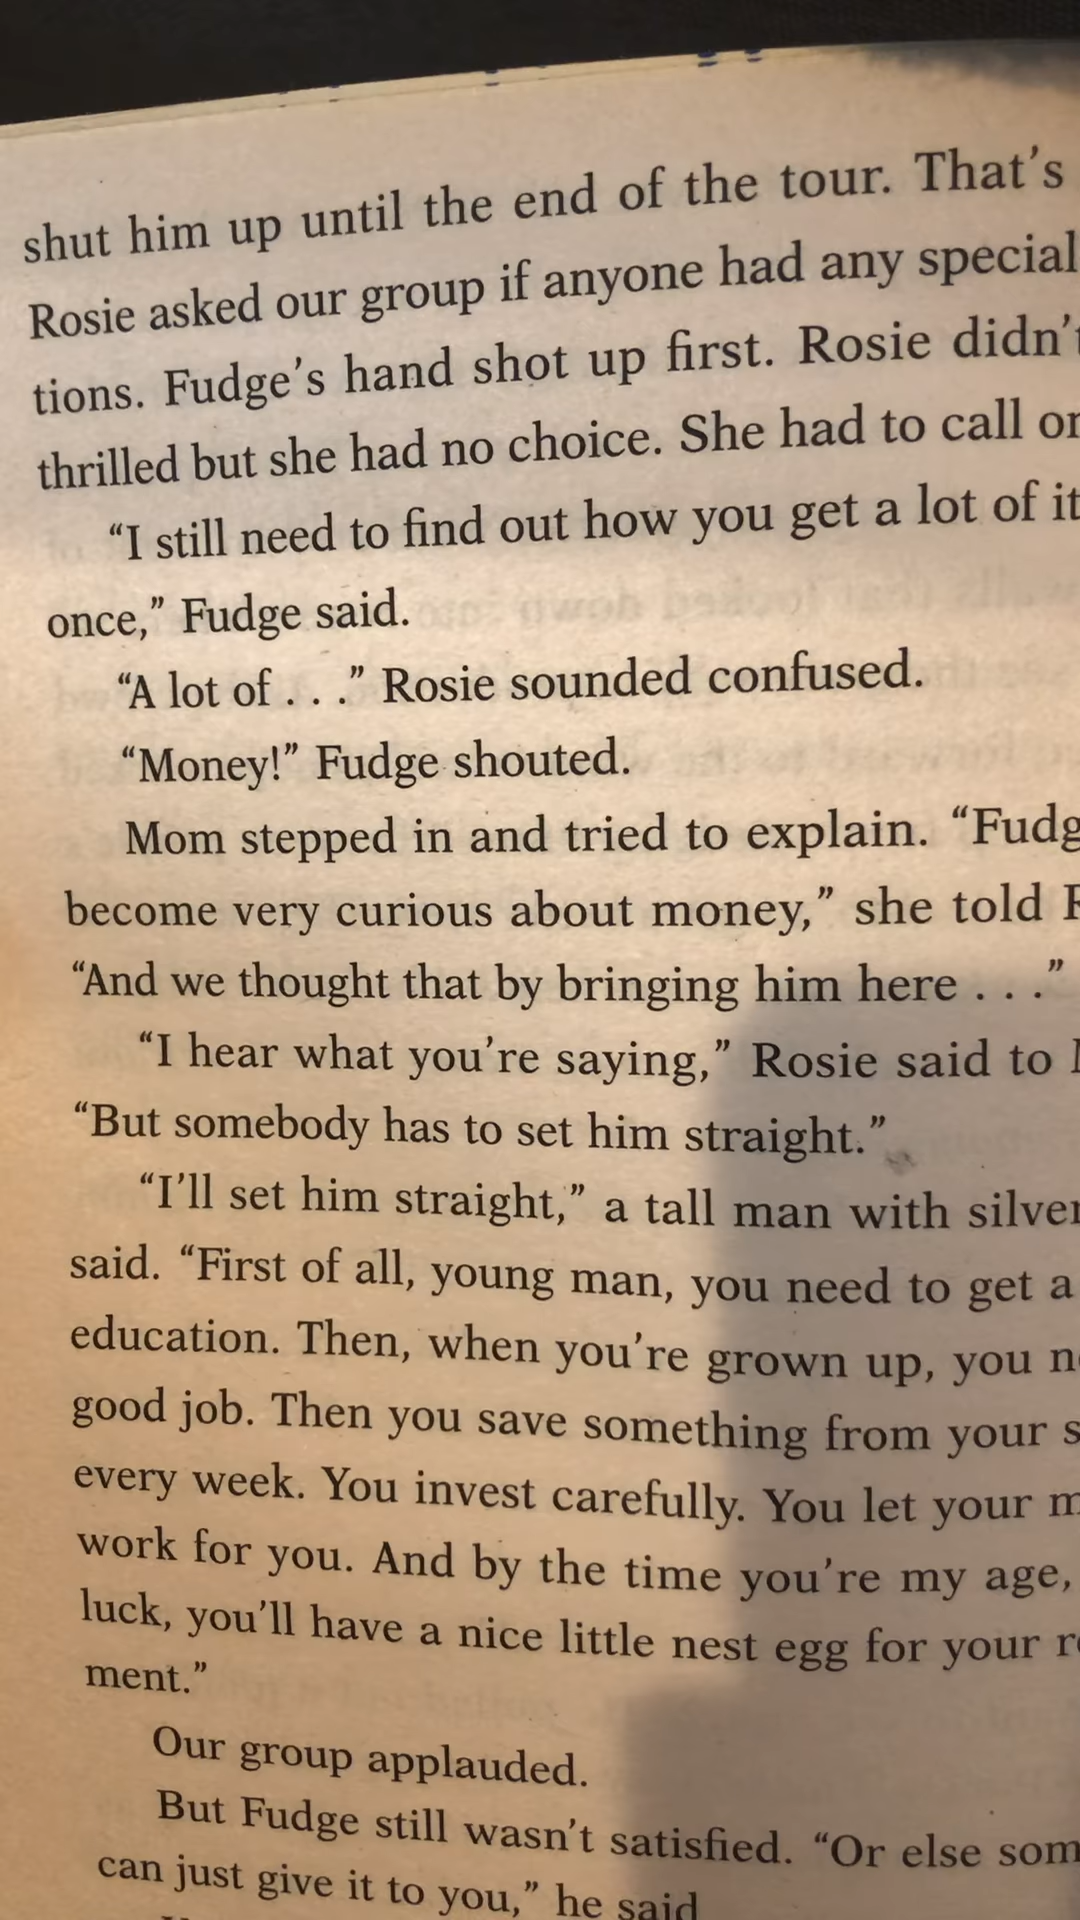 shut him up until the end of the tour. That's
Rosie asked our group if anyone had any special
tions. Fudge's hand shot up first. Rosie didn't
thrilled but she had no choice. She had to call
“I still need to find out how you get a lot of it
once,” Fudge said.
“A lot of . . .” Rosie sounded confused.
“Money!” Fudge shouted.
Mom stepped in and tried to explain. “Fudg
become very curious about money,” she told
“And we thought that by bringing him here . . .”
“I hear what you're saying,” Rosie said to
“But somebody has to set him straight.”
“I'll set him straight,” a tall man with silver
said. “First of all, young man, you need to get a
education. Then, when you're grown up, you
good job. Then you save something from your
every week. You invest carefully. You let your
work for you. And by the time you're my age,
luck, you'll have a nice little nest egg for your
ment.”
Our group applauded.
But Fudge still wasn't satisfied. “Or else som
can just give it to you,” he said